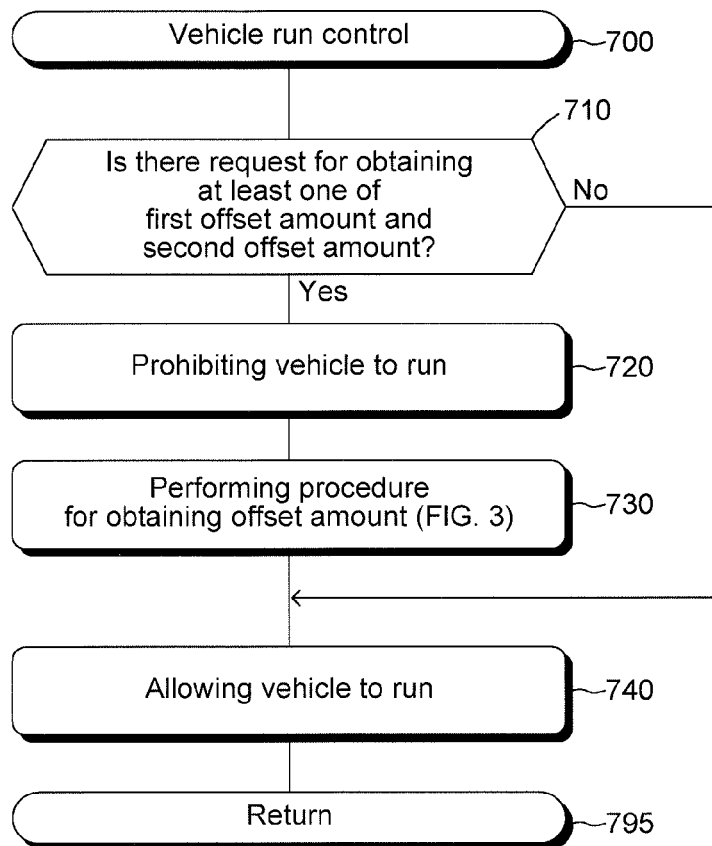 Vehicle run control
700
710
Is there request for obtaining
at least one of
first offset amount and
second offset amount?
No
Yes
Prohibiting vehicle to run
720
Performing procedure
for obtaining offset amount (FIG. 3)
730
Allowing vehicle to run
740
Return
795